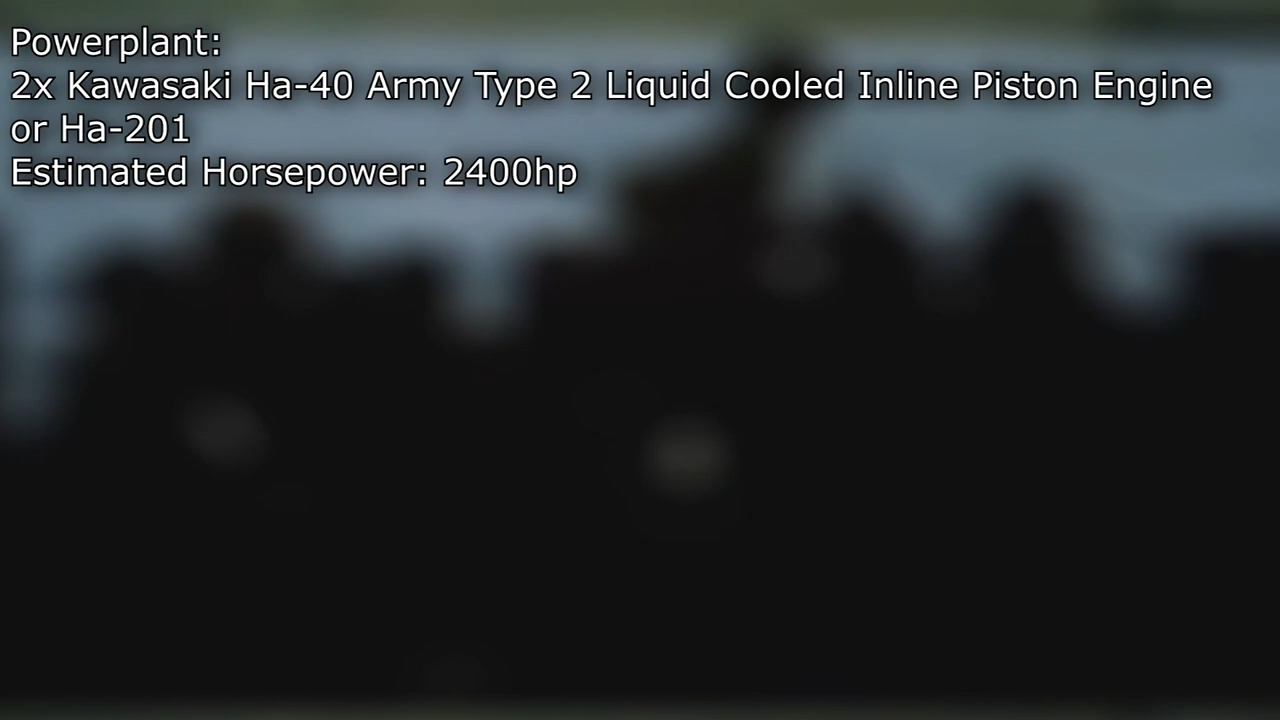 Powerplant:
2x Kawasaki Ha-40 Army Type 2 Liquid Cooled Inline Piston Engine
or Ha-201
Estimated Horsepower: 2400hp